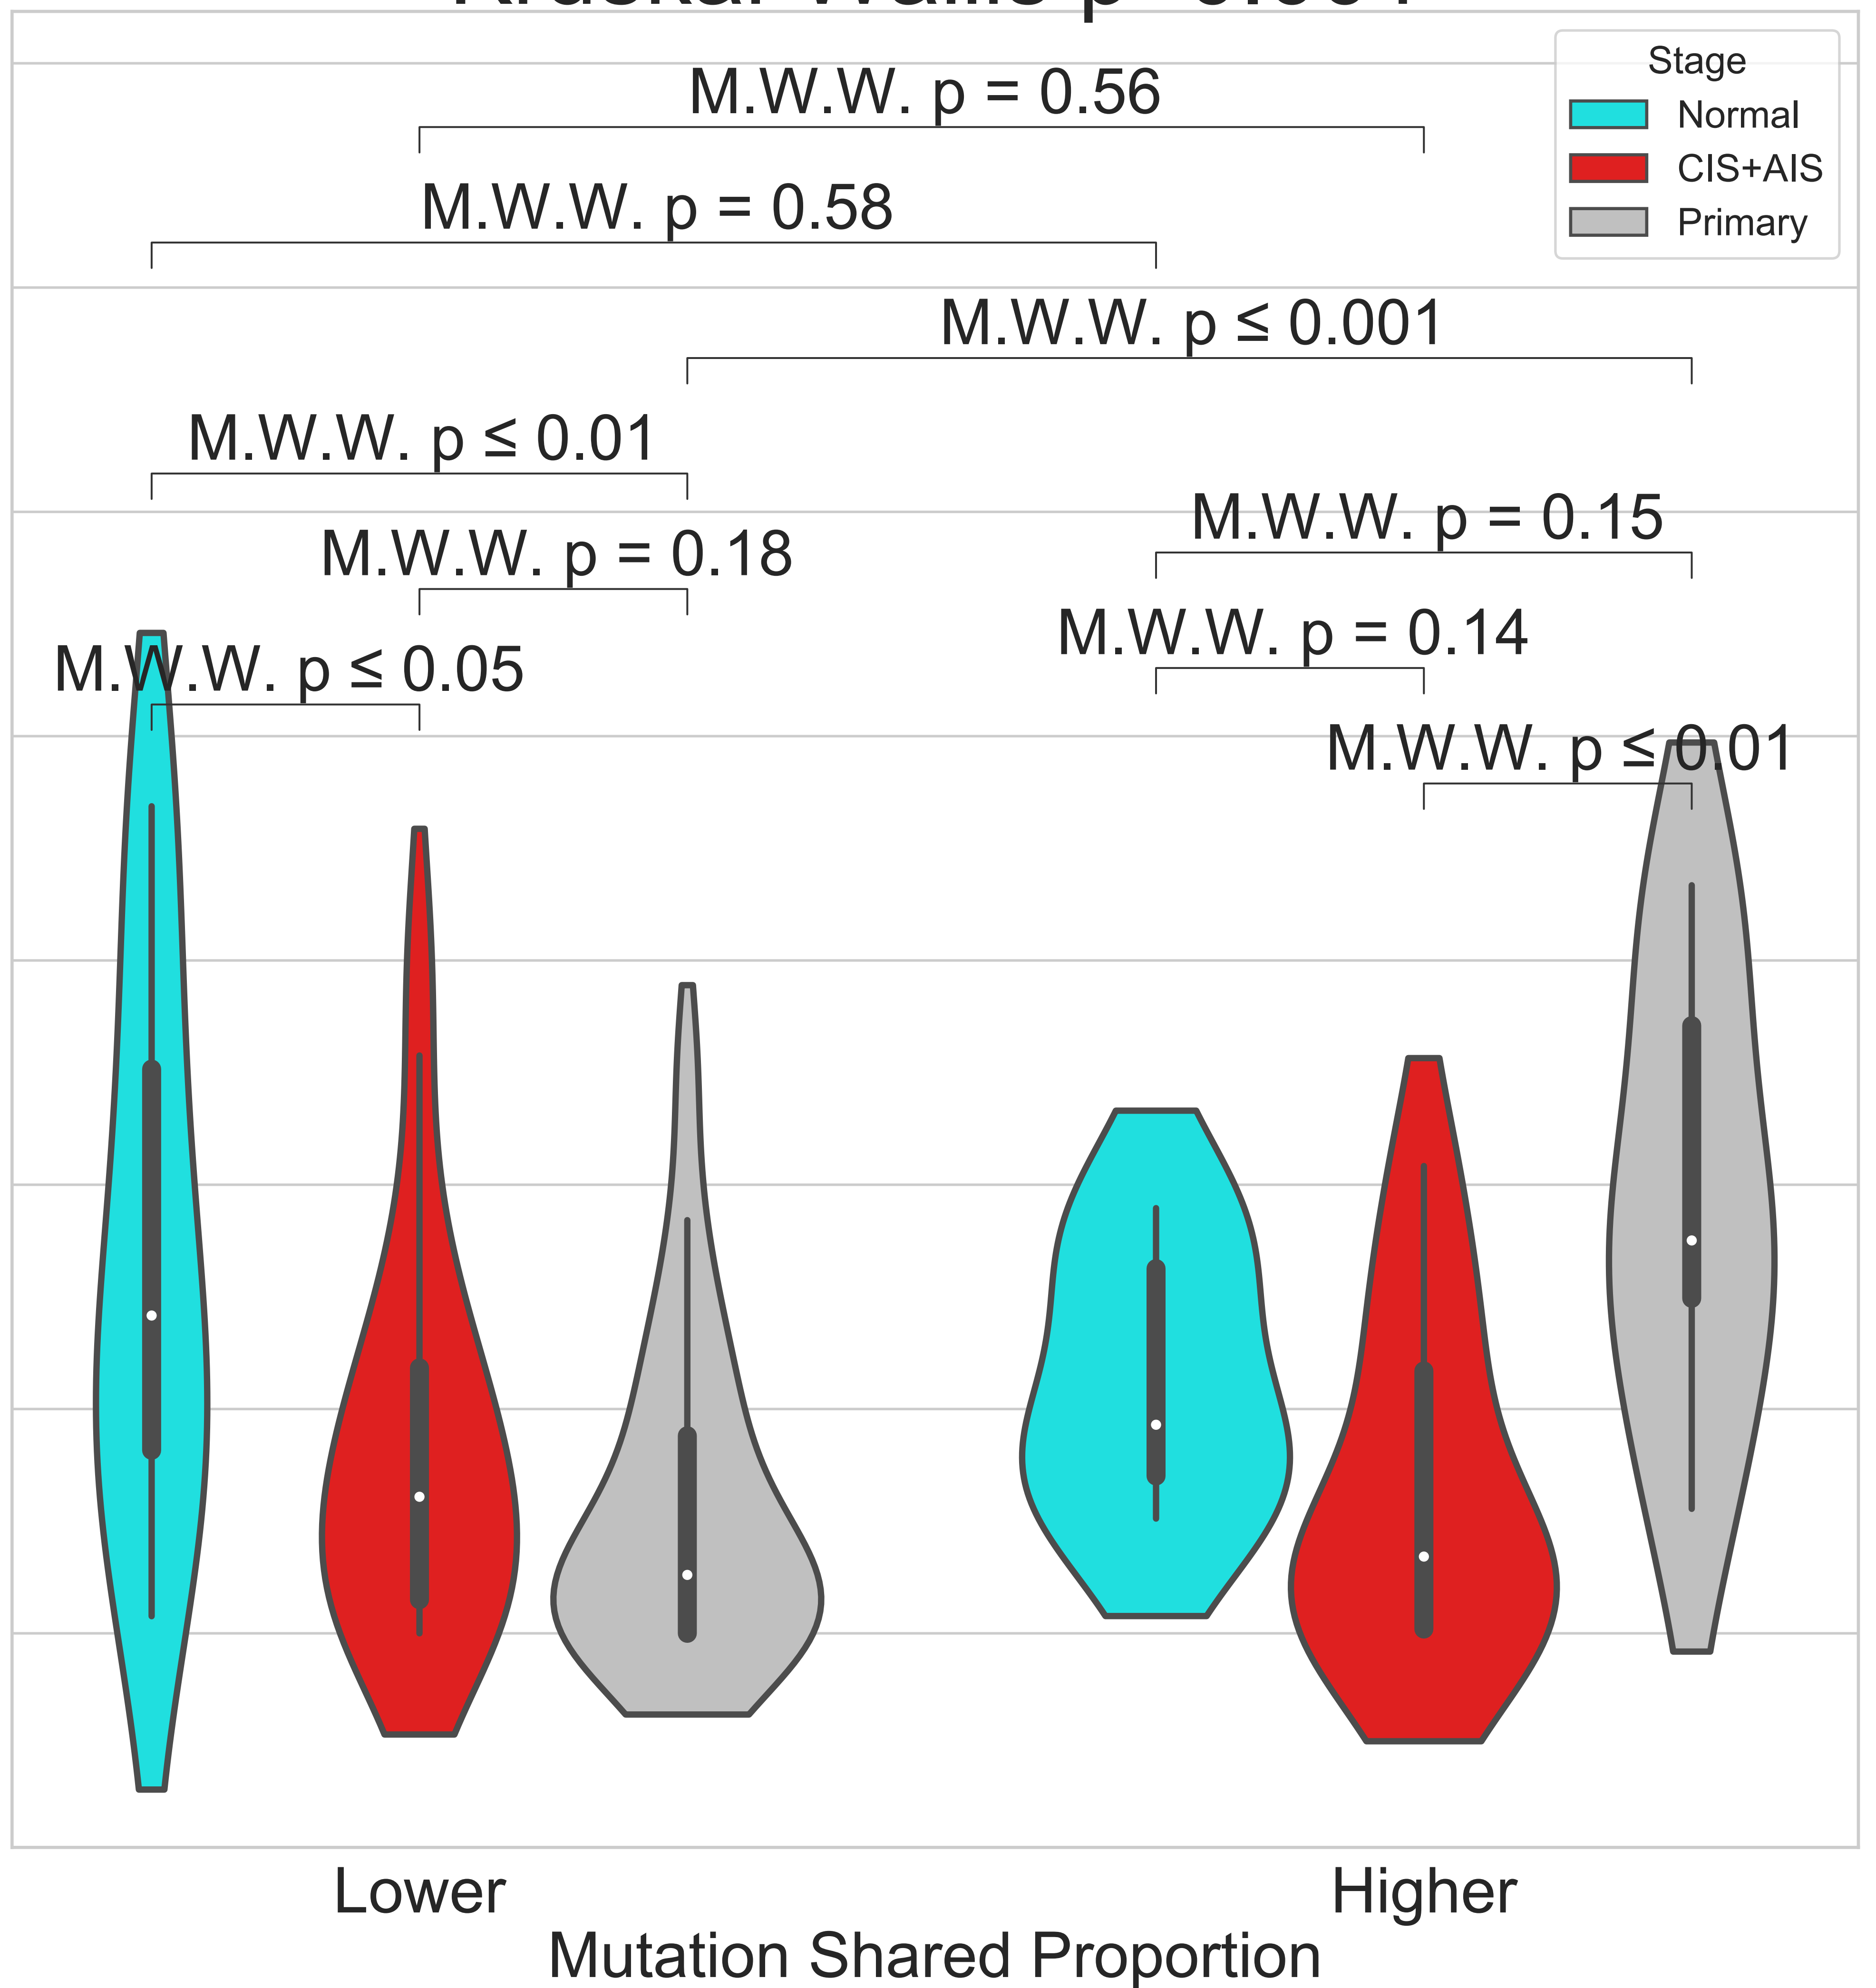 Stage
Normal
CIS+AIS
Primary
M.W.W. p = 0.56
M.W.W. p = 0.58
M.W.W. p ≤ 0.001
M.W.W. p ≤ 0.01
M.W.W. p = 0.15
M.W.W. p = 0.18
M.W.W. p = 0.14
M.W.W. p ≤ 0.05
M.W.W. p ≤ 0.01
Lower
Higher
Mutation Shared Proportion